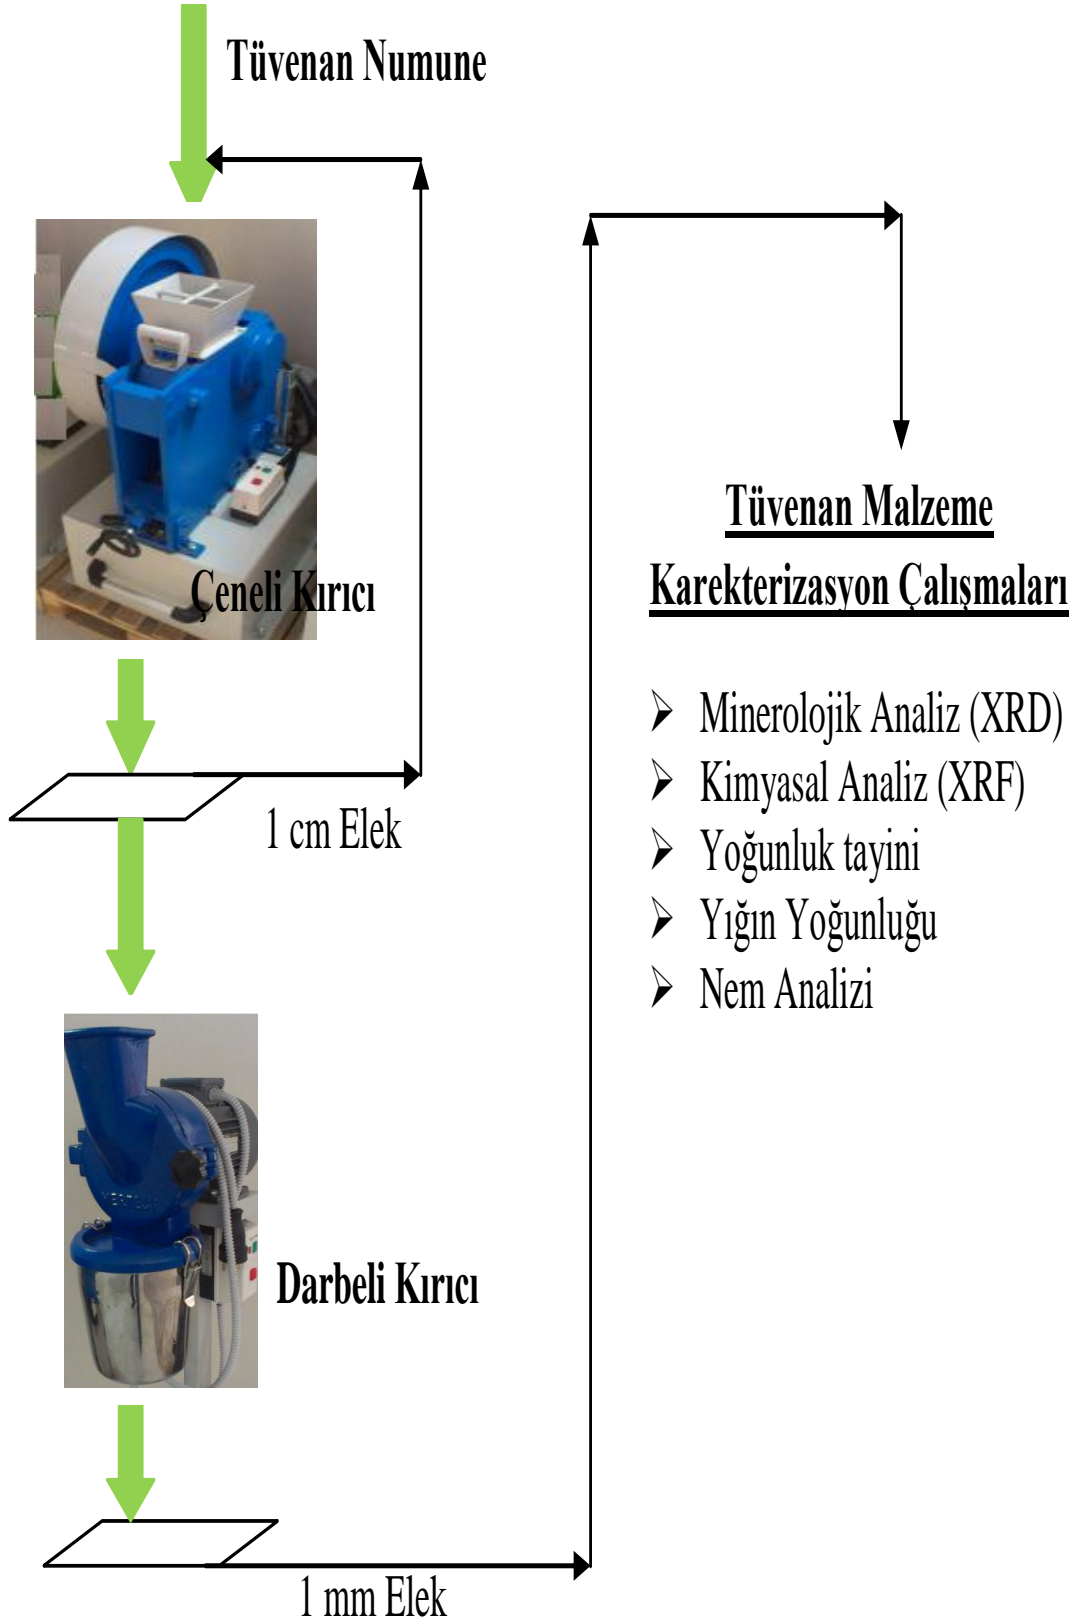 Tüvenan Numune
Çeneli Kırıcı
1 cm Elek
Darbeli Kırıcı
1 mm Elek
Tüvenan Malzeme
Karekterizasyon Çalışmaları
Minerolojik Analiz (XRD)
Kimyasal Analiz (XRF)
Yoğunluk tayini
Yığın Yoğunluğu
Nem Analizi